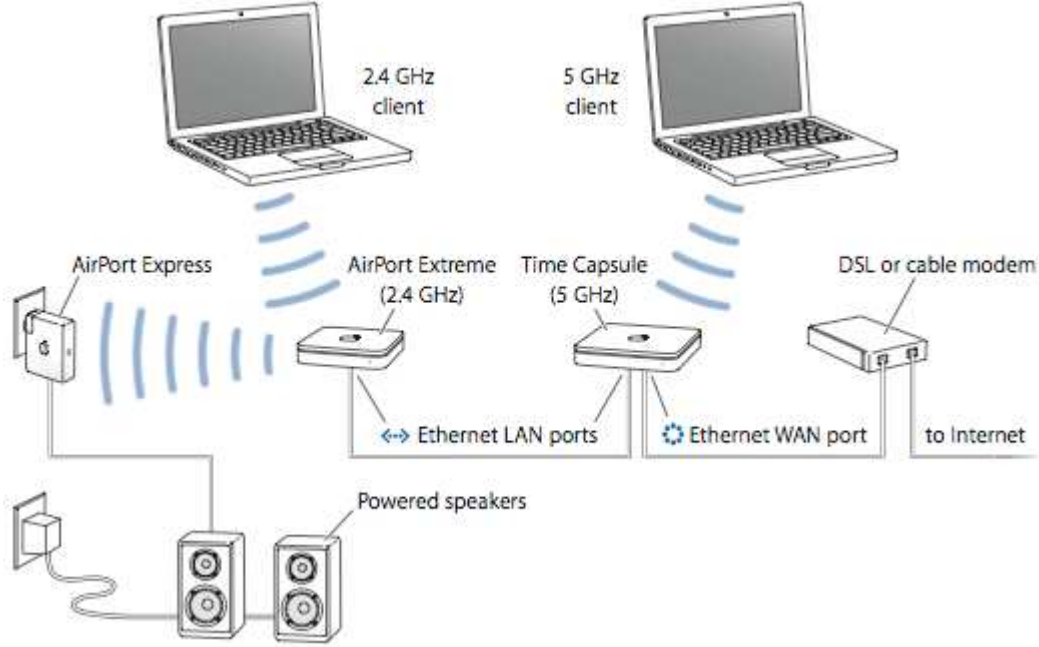 2.4 GHz
client
5 GHz
client
AirPort Express
AirPort Extreme
(2.4 GHz)
Time Capsule
(5 GHz)
DSL or cable modem
Ethernet LAN ports
Ethernet WAN port
to Internet
Powered speakers